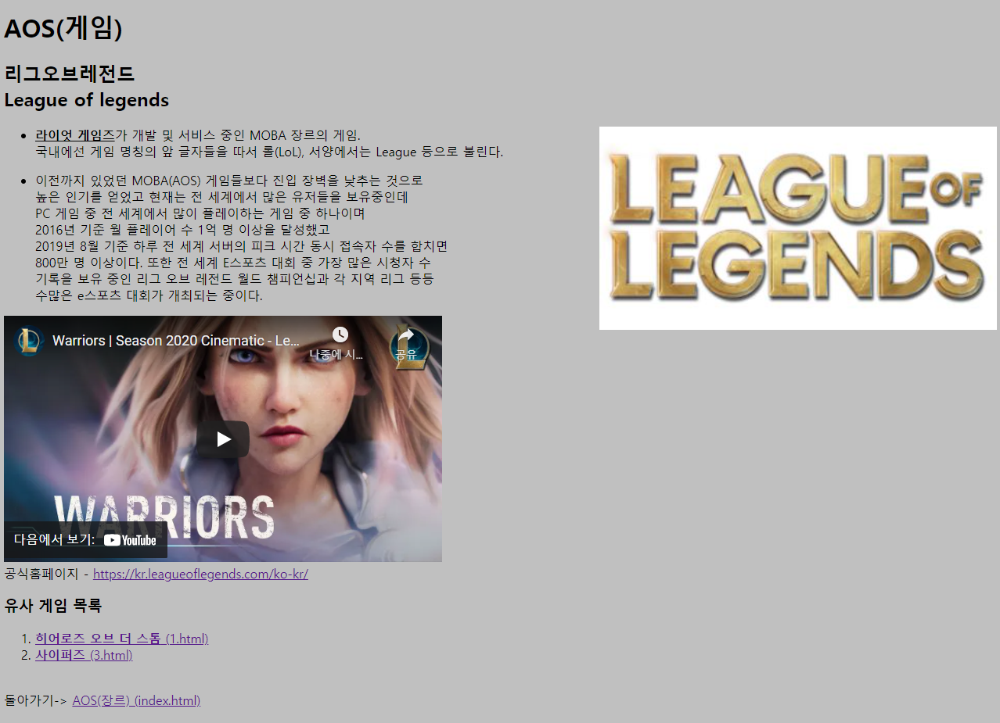 AOS(게임)
리그오브레전드
League of legends
라이엇 게임즈가 개발 및 서비스 중인 MOBA 장르의 게임.
국내에선 게임 명칭의 앞 글자들을 따서 롤(LoL), 서양에서는 League 등으로 불린다.
이전까지 있었던 MOBA(AOS) 게임들보다 진입 장벽을 낮추는 것으로
높은 인기를 얻었고 현재는 전 세계에서 많은 유저들을 보유중인데
PC 게임 중 전 세계에서 많이 플레이하는 게임 중 하나이며
2016년 기준 월 플레이어 수 1억 명 이상을 달성했고
2019년 8월 기준 하루 전 세계 서버의 피크 시간 동시 접속자 수를 합치면
800만 명 이상이다. 또한 전 세계 E스포츠 대회 중 가장 많은 시청자 수
기록을 보유 중인 리그 오브 레전드 월드 챔피언십과 각 지역 리그 등등
수많은 e스포츠 대회가 개최되는 중이다.
LEAGUE OF
LEGENDS
Warriors | Season 2020 Cinematic - Le...
나중에 시...
공유
WARRIORS
다음에서 보기: YouTube
공식홈페이지 - https://kr.leagueoflegends.com/ko-kr/
유사 게임 목록
1. 히어로즈 오브 더 스톰 (1.html)
2. 사이퍼즈 (3.html)
돌아가기-> AOS(장르) (index.html)